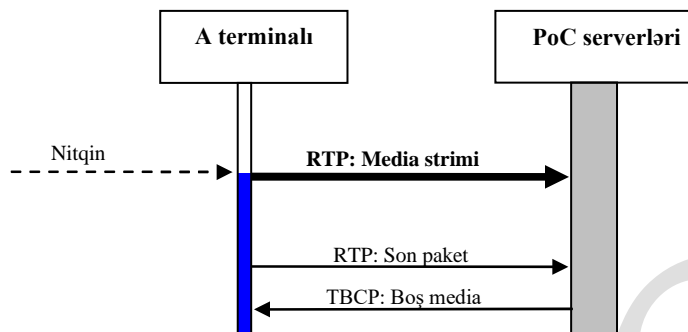 A terminalı
PoC serverləri
Nitqin
RTP: Media strimi
RTP: Son paket
TBCP: Boş media